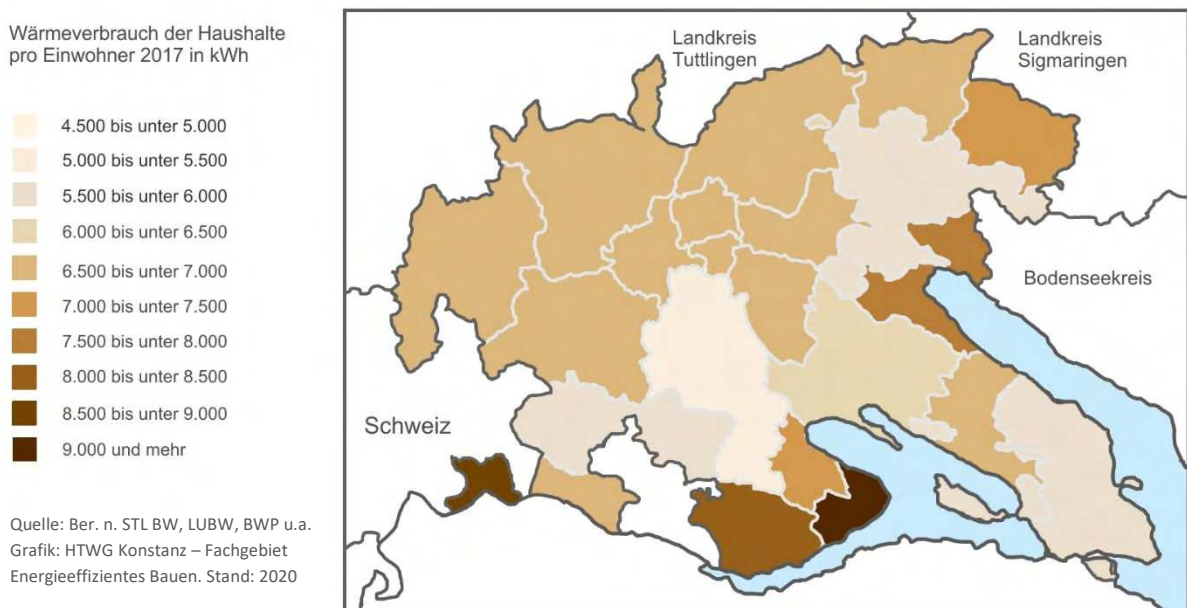 Wärmeverbrauch der Haushalte
pro Einwohner 2017 in kWh
4.500 bis unter 5.000
5.000 bis unter 5.500
5.500 bis unter 6.000
6.000 bis unter 6.500
6.500 bis unter 7.000
7.000 bis unter 7.500
7.500 bis unter 8.000
8.000 bis unter 8.500
8.500 bis unter 9.000
9.000 und mehr
Quelle: Ber. n. STL BW, LUBW, BWP u.a.
Grafik: HTWG Konstanz – Fachgebiet
Energieeffizientes Bauen. Stand: 2020
Landkreis
Tuttlingen
Landkreis
Sigmaringen
Bodenseekreis
Schweiz